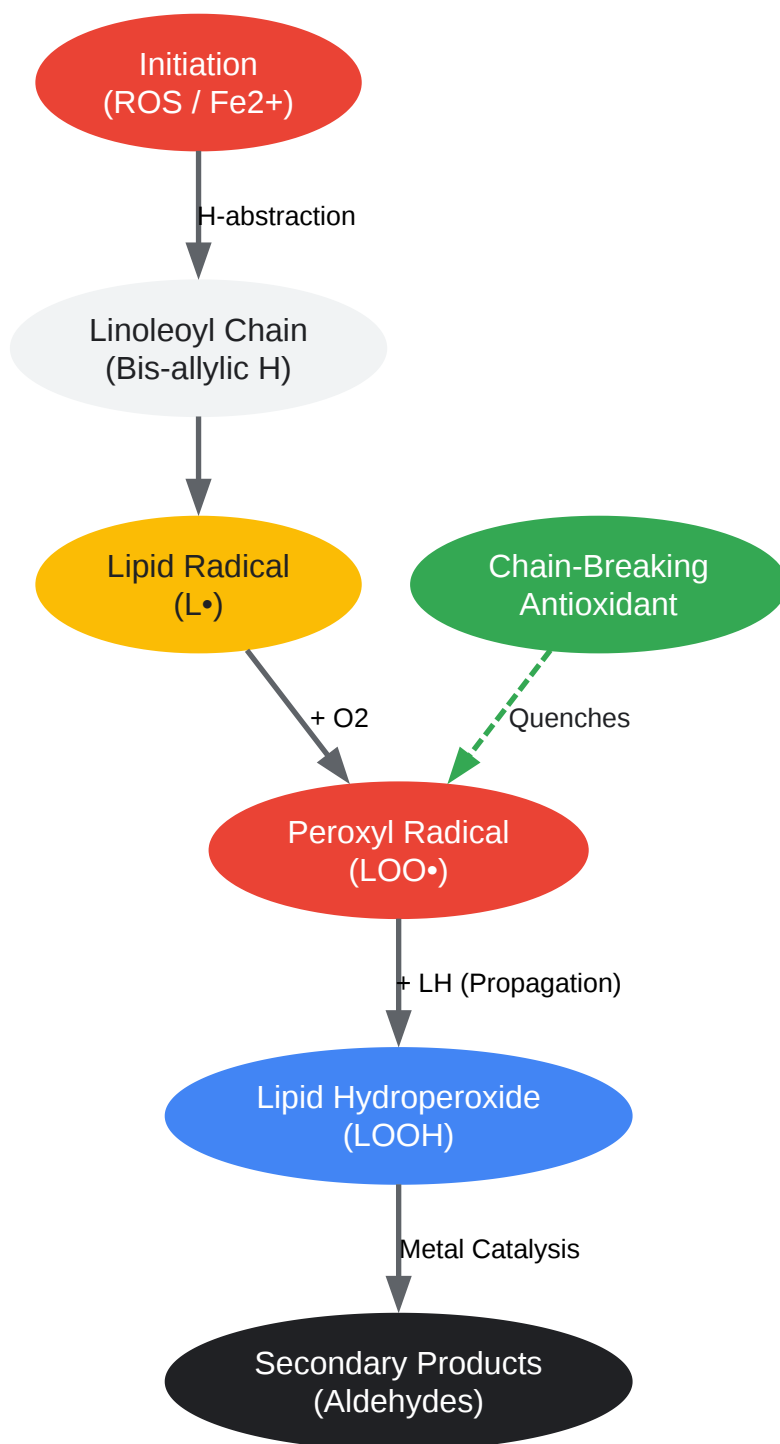 Initiation
(ROS / Fe2+)
H-abstraction
Linoleoyl Chain
(Bis-allylic H)
Lipid Radical
(L•)
Chain-Breaking
Antioxidant
+ O2
Quenches
Peroxyl Radical
(LOO•)
+ LH (Propagation)
Lipid Hydroperoxide
(LOOH)
Metal Catalysis
Secondary Products
(Aldehydes)